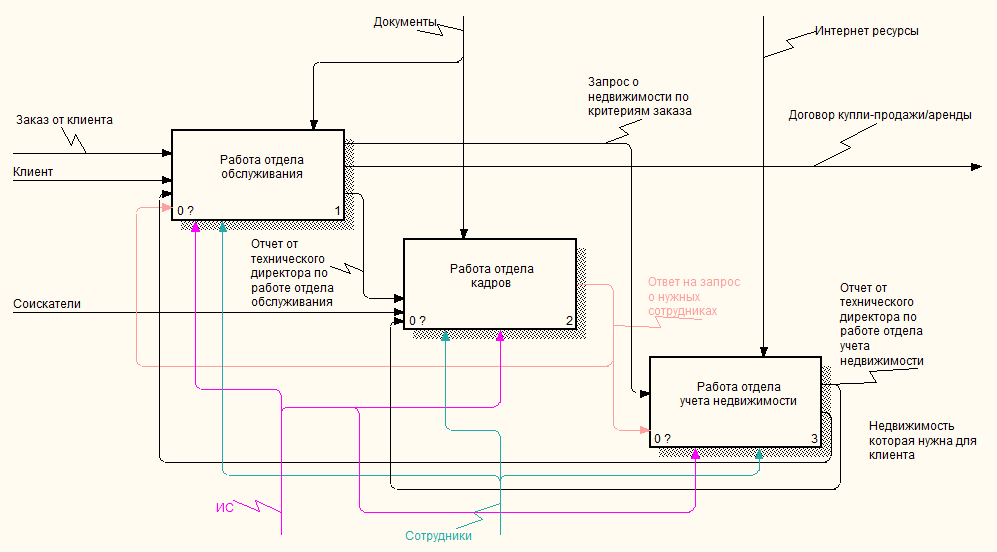 Документы
Интернет ресурсы
Запрос о
недвижимости по
критериям заказа
Заказ от клиента
Договор купли-продажи/аренды
Работа отдела
обслуживания
Клиент
0 ?
1
Отчет от
технического
директора по
работе отдела
обслуживания
Работа отдела
кадров
Соискатели
0 ?
2
Ответ на запрос
о нужных
сотрудниках
Отчет от
технического
директора по
работе отдела
учета
недвижимости
Работа отдела
учета недвижимости
0 ?
3
Недвижимость
которая нужна для
клиента
ИС
Сотрудники